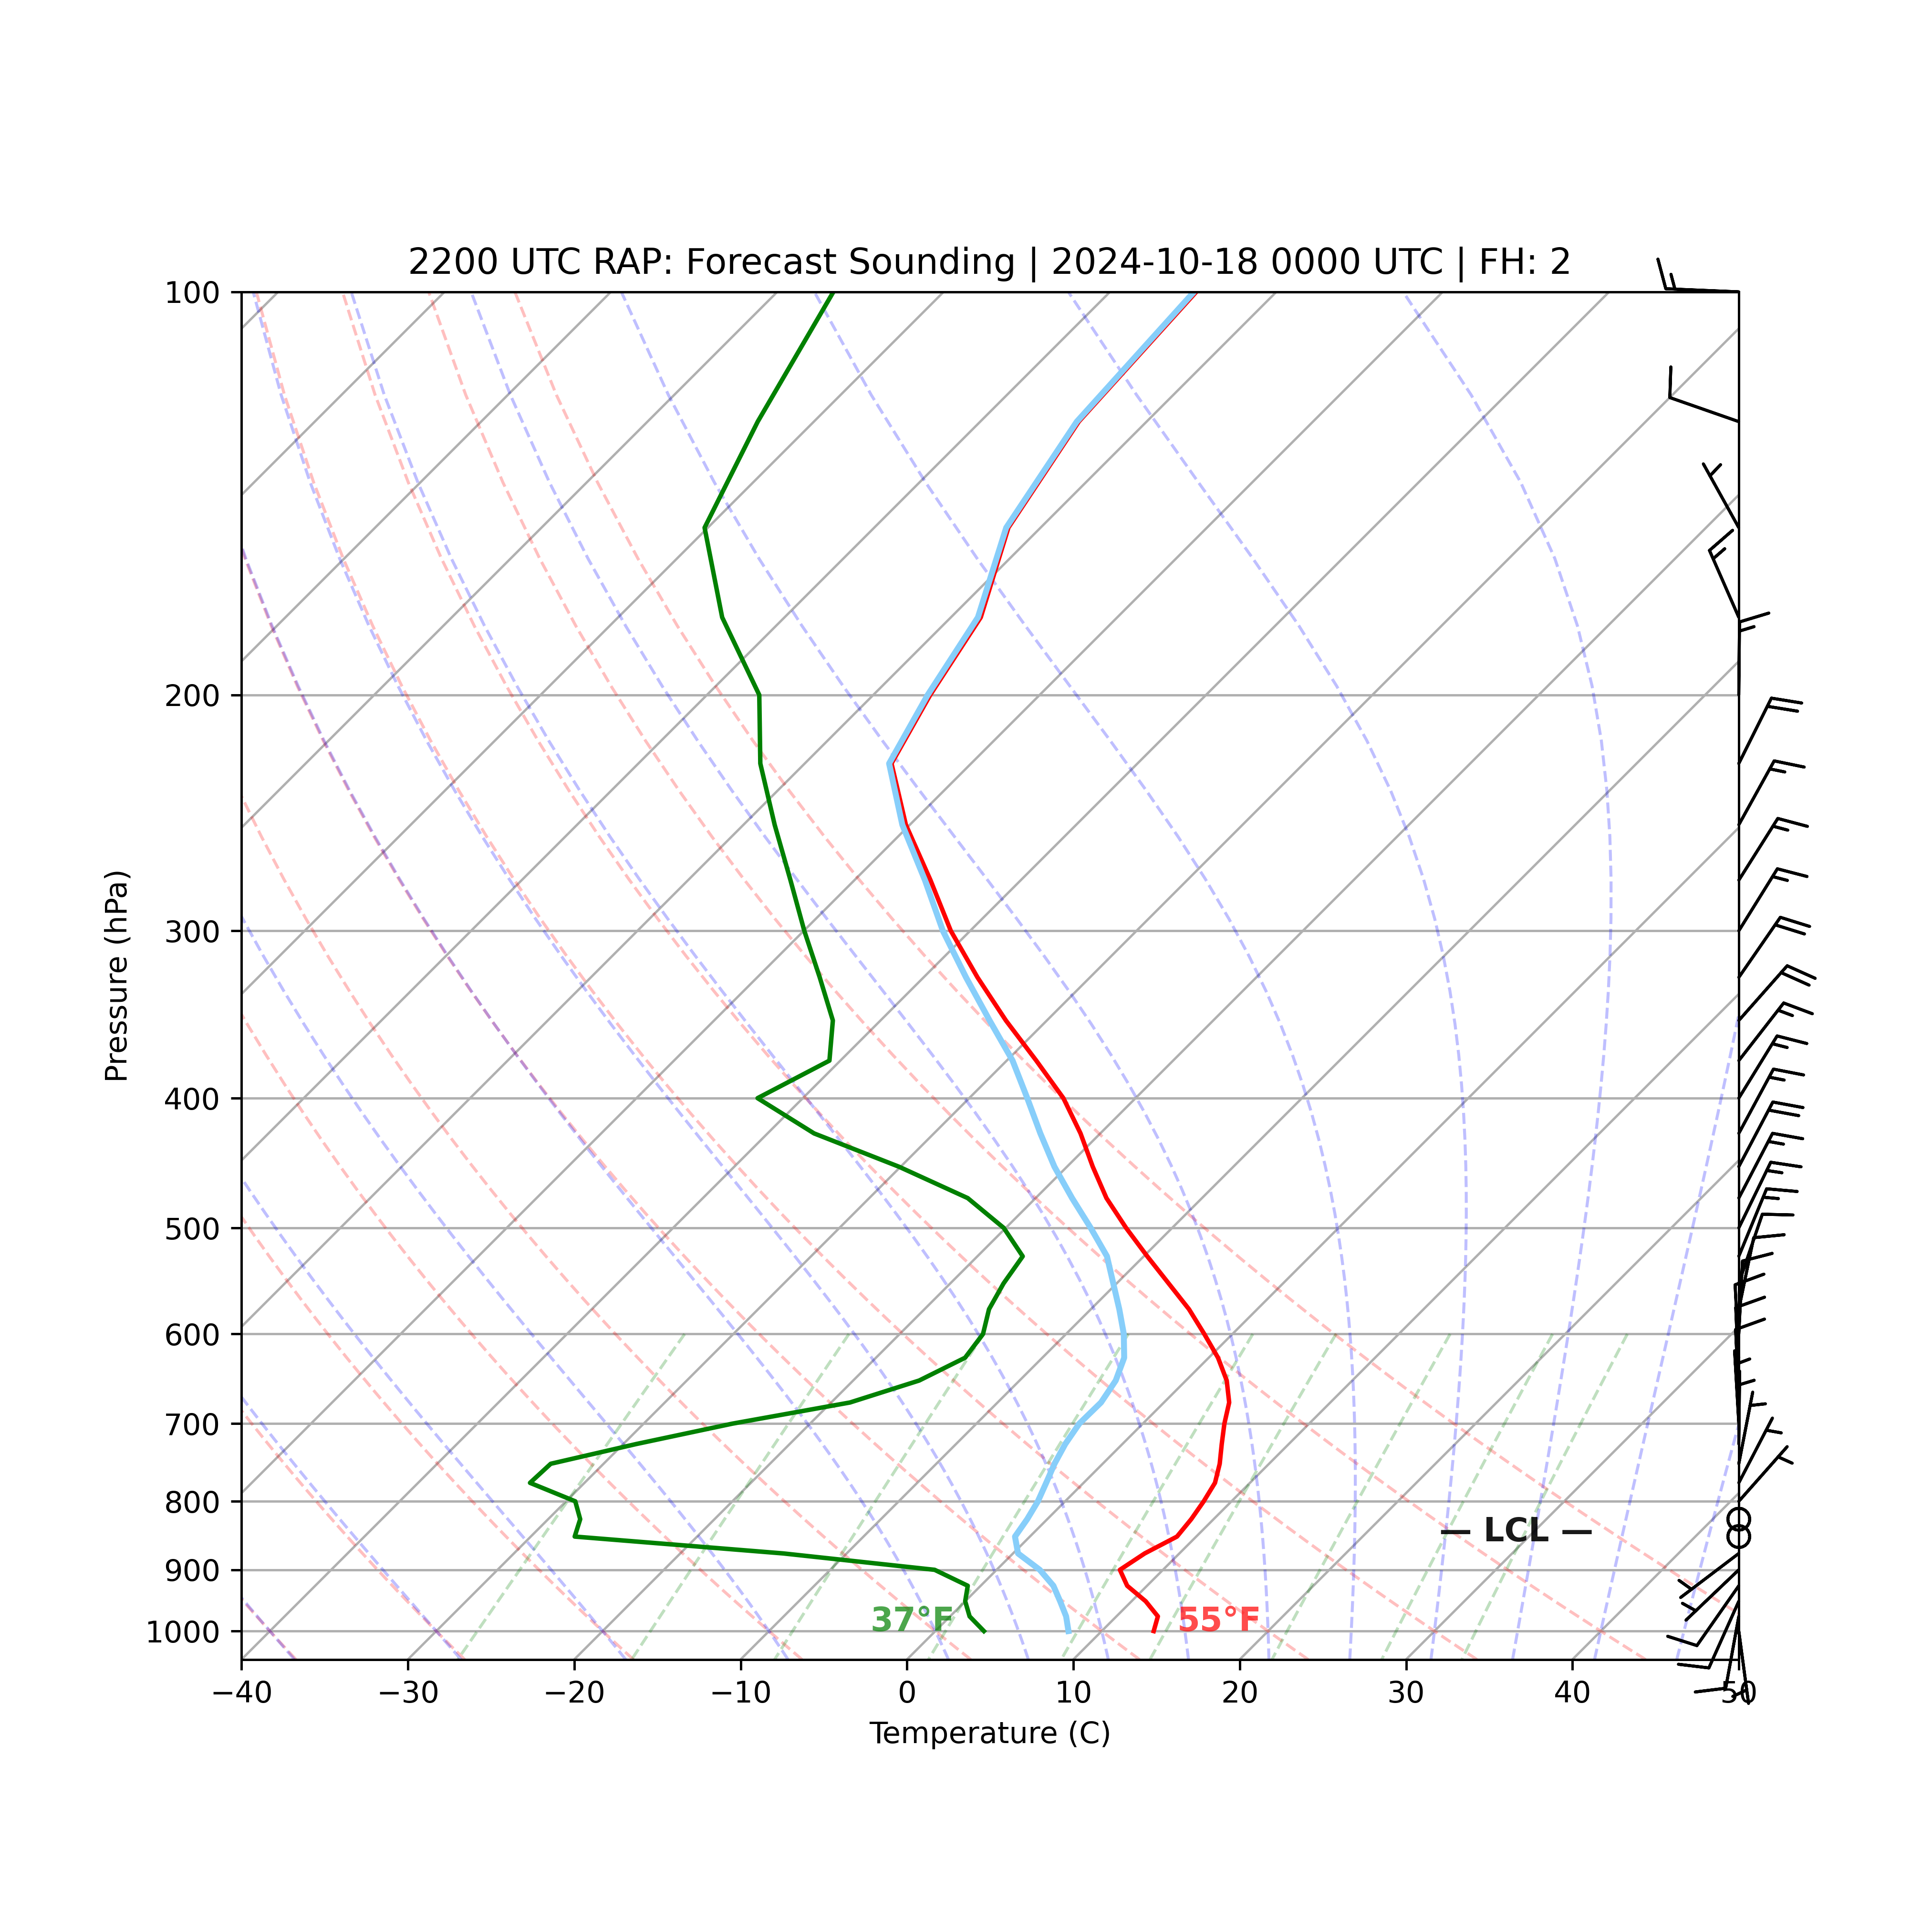 2200 UTC RAP: Forecast Sounding | 2024-10-18 0000 UTC | FH: 2
100
200
300
400
500
600
700
800
900
1000
Pressure (hPa)
— LCL —
37°F
55°F
−40 −30 −20 −10 0 10 20 30 40 50
Temperature (C)